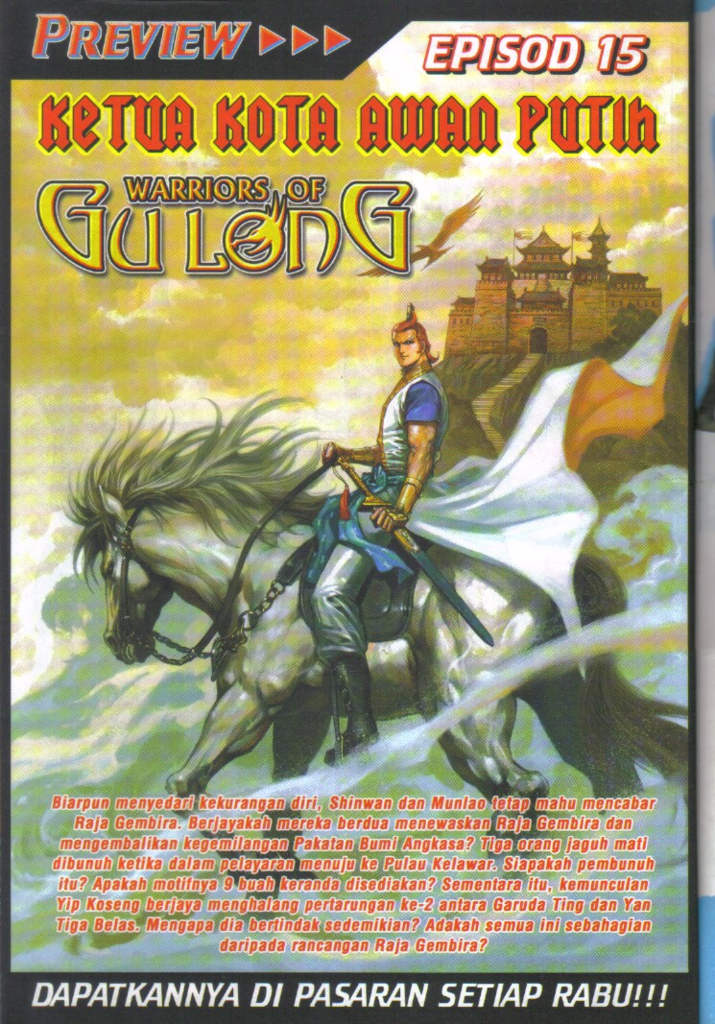 PREVIEW
EPISOD 15
KETUA KOTA AWAN PUTIH
WARRIORS OF
GU LONG
Biarpun menyedari kekurangan diri, Shinwan dan Munlao tetap mahu mencabar
Raja Gembira. Berjayakah mereka berdua menewaskan Raja Gembira dan
mengembalikan kegemilangan Pakatan Bumi Angkasa? Tiga orang jaguh mati
dibunuh ketika dalam pelayaran menuju ke Pulau Kelawar. Siapakah pembunuh
itu? Apakah motifnya 9 buah keranda disediakan? Sementara itu, kemunculan
Yip Koseng berjaya menghalang pertarungan ke-2 antara Garuda Ting dan Yan
Tiga Belas. Mengapa dia bertindak sedemikian? Adakah semua ini sebahagian
daripada rancangan Raja Gembira?
DAPATKANNYA DI PASARAN SETIAP RABU!!!